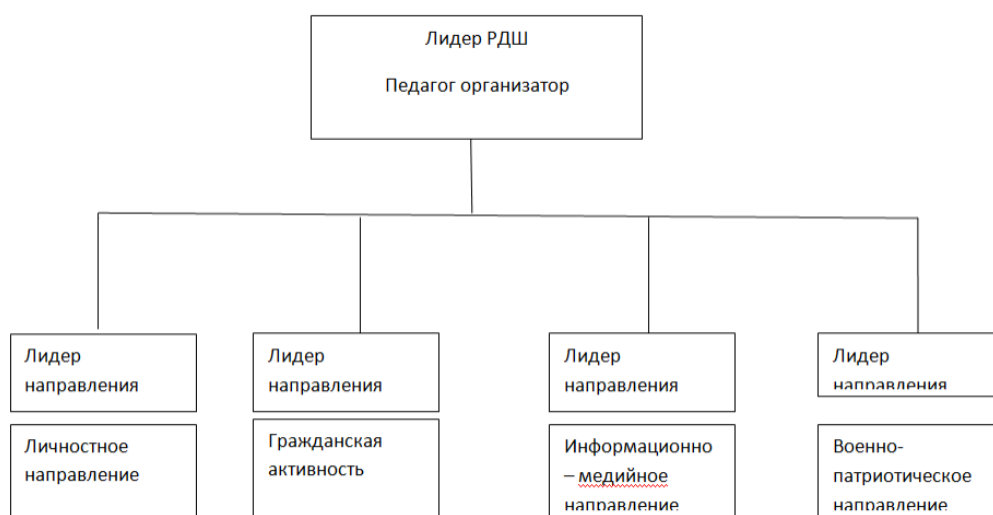 Лидер РДШ
Педагог организатор
Лидер
направления
Лидер
направления
Лидер
направления
Лидер
направления
Личностное
направление
Гражданская
активность
Информационно
– медийное
направление
Военно-
патриотическое
направление